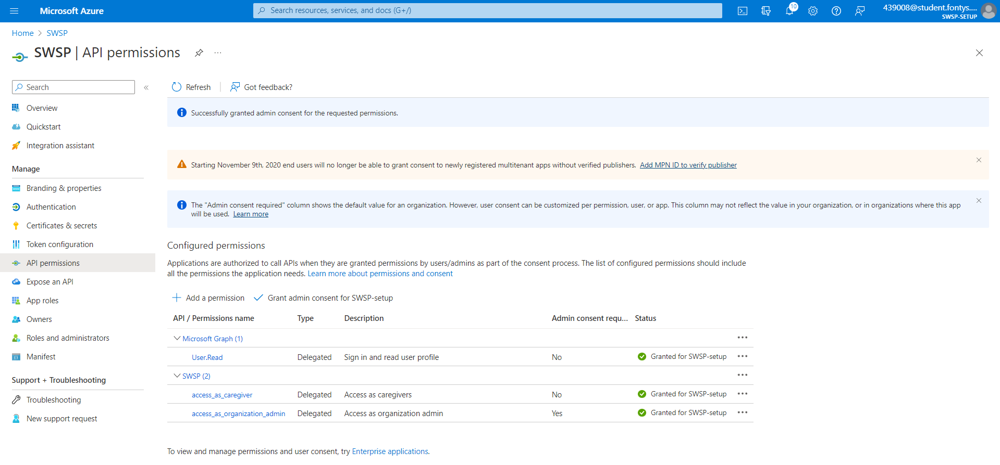 Microsoft Azure
Search resources, services, and docs (G+/)
10
439008@student.fontys....
SWSP-SETUP
Home > SWSP
SWSP | API permissions
...
Search
«
Overview
Quickstart
Integration assistant
Manage
Branding & properties
Authentication
Certificates & secrets
Token configuration
API permissions
Expose an API
App roles
Owners
Roles and administrators
Manifest
Support + Troubleshooting
Troubleshooting
New support request
Refresh
Got feedback?
Successfully granted admin consent for the requested permissions.
Starting November 9th, 2020 end users will no longer be able to grant consent to newly registered multitenant apps without verified publishers. Add MPN ID to verify publisher
The "Admin consent required" column shows the default value for an organization. However, user consent can be customized per permission, user, or app. This column may not reflect the value in your organization, or in organizations where this app
will be used. Learn more
Configured permissions
Applications are authorized to call APIs when they are granted permissions by users/admins as part of the consent process. The list of configured permissions should include
all the permissions the application needs. Learn more about permissions and consent
Add a permission
Grant admin consent for SWSP-setup
API / Permissions name Type Description Admin consent requ... Status
Microsoft Graph (1)
User.Read Delegated Sign in and read user profile No Granted for SWSP-setup
SWSP (2)
access_as_caregiver Delegated Access as caregivers No Granted for SWSP-setup
access_as_organization_admin Delegated Access as organization admin Yes Granted for SWSP-setup
To view and manage permissions and user consent, try Enterprise applications.